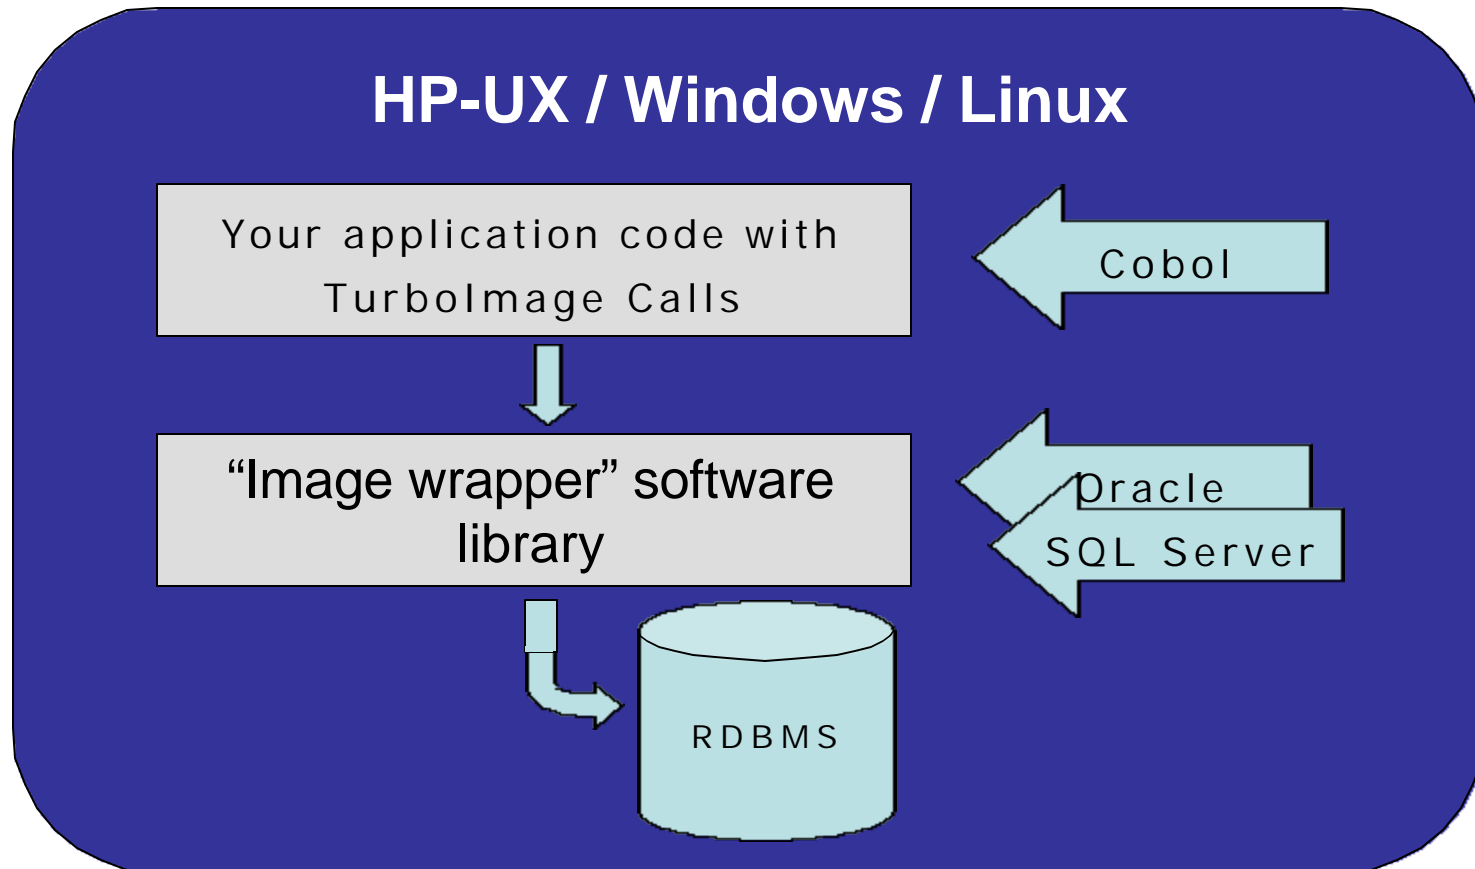 HP-UX / Windows / Linux
Your application code with
TurboImage Calls
Cobol
“Image wrapper” software
library
Oracle
SQL Server
RDBMS